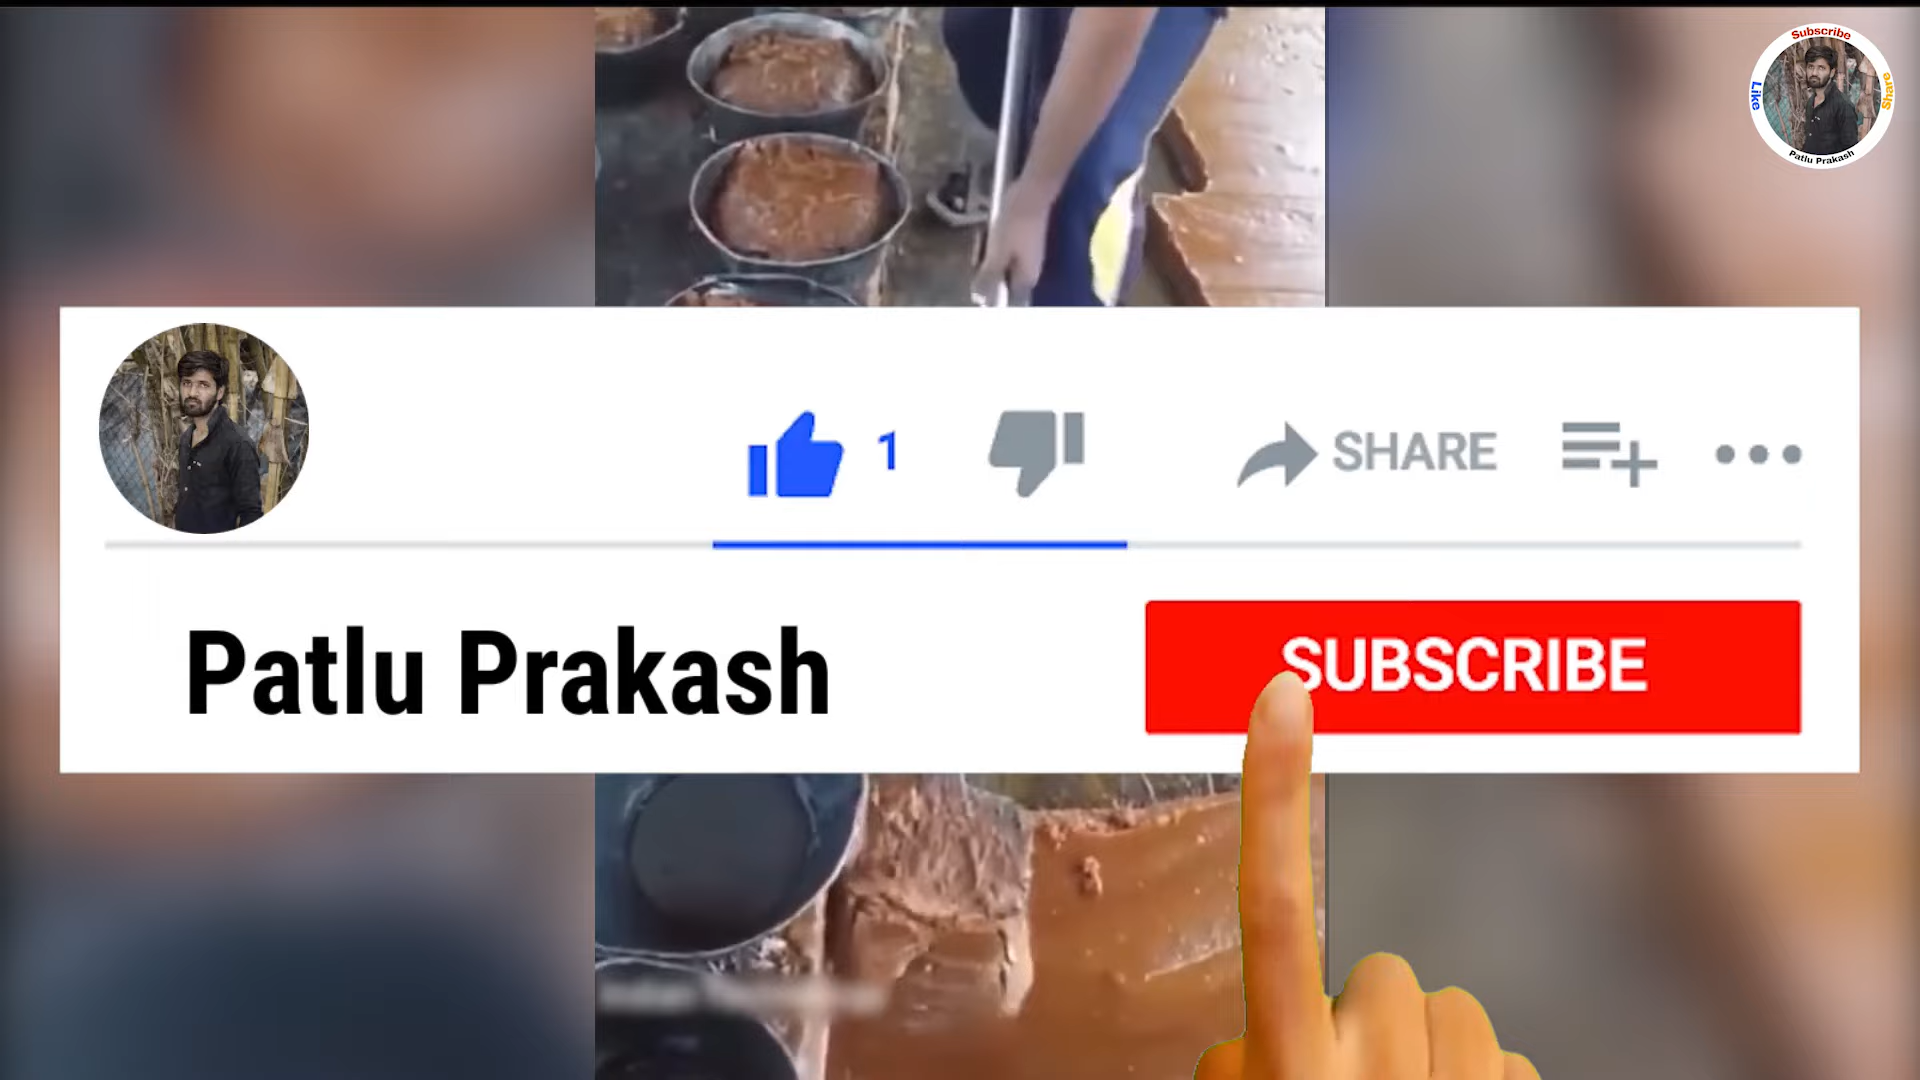 Subscribe
Like
Share
Patlu Prakash
1
SHARE
Patlu Prakash
SUBSCRIBE